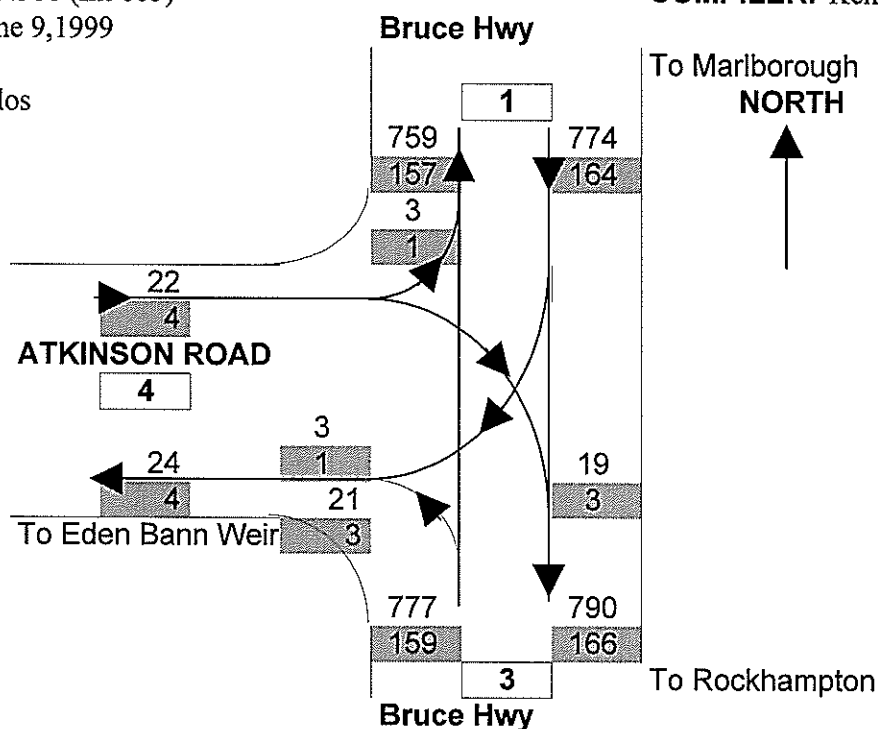 ne 9,1999
Bruce Hwy
To Marlborough
los
1
NORTH
759
774
157
164
3
1
22
4
ATKINSON ROAD
4
3
1
24
21
19
4
3
3
To Eden Bann Weir
777
790
159
166
3
To Rockhampton
Bruce Hwy